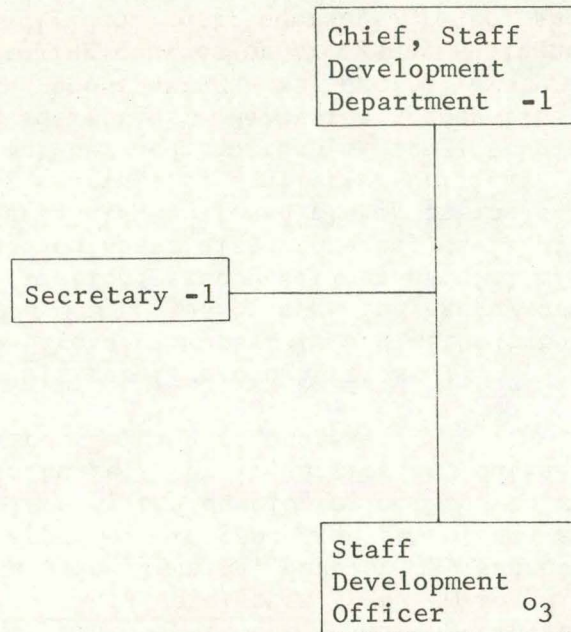 Chief, Staff
Development
Department -1
Secretary -1
Staff
Development
Officer º3